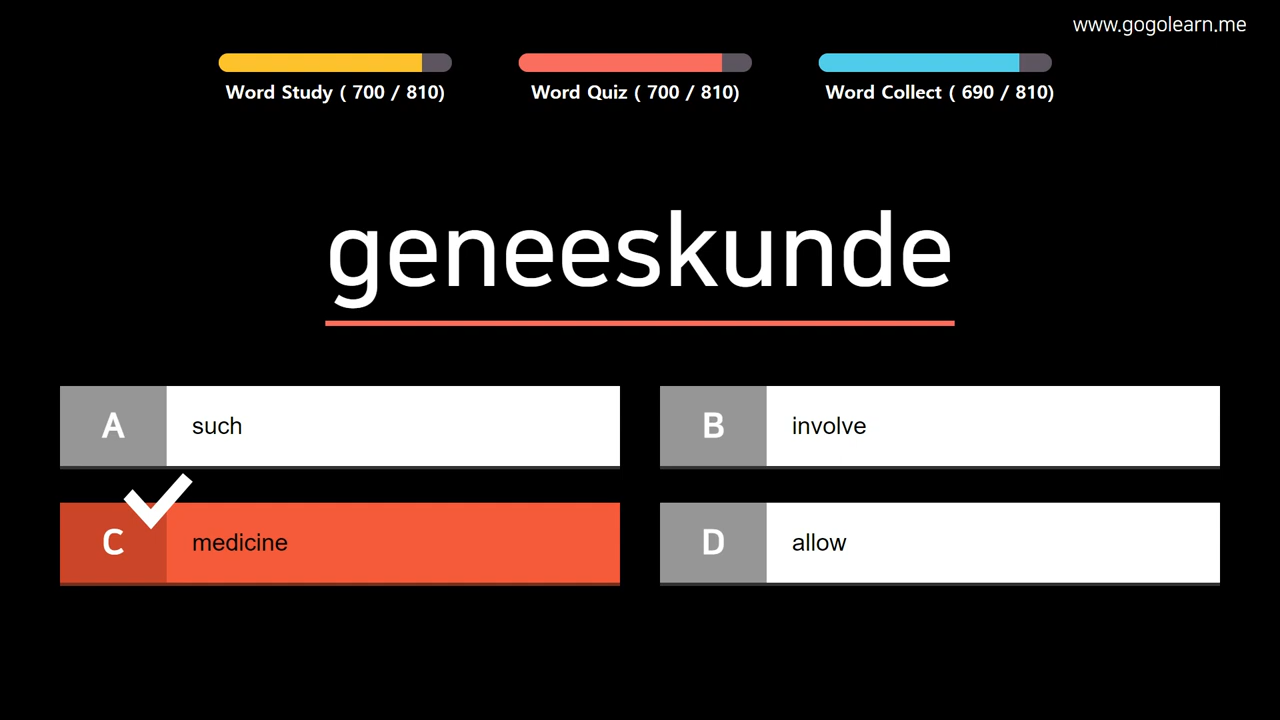 www.gogolearn.me
Word Study ( 700 / 810)
Word Quiz ( 700 / 810)
Word Collect ( 690 / 810)
geneeskunde
A such
B involve
C medicine
D allow